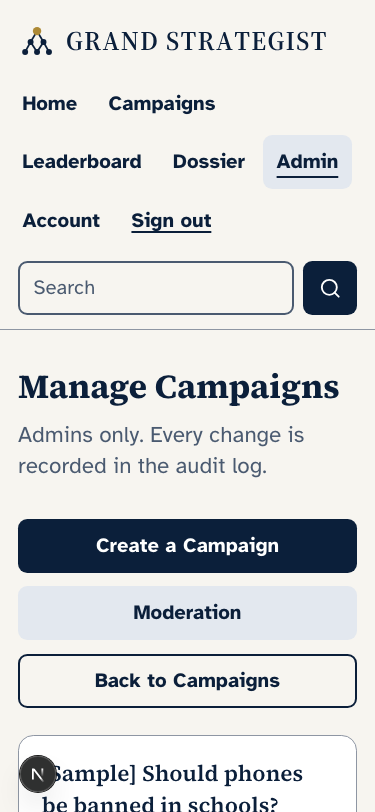 GRAND STRATEGIST
Home Campaigns
Leaderboard Dossier Admin
Account Sign out
Search
Manage Campaigns
Admins only. Every change is
recorded in the audit log.
Create a Campaign
Moderation
Back to Campaigns
N
Sample] Should phones
be banned in schools?